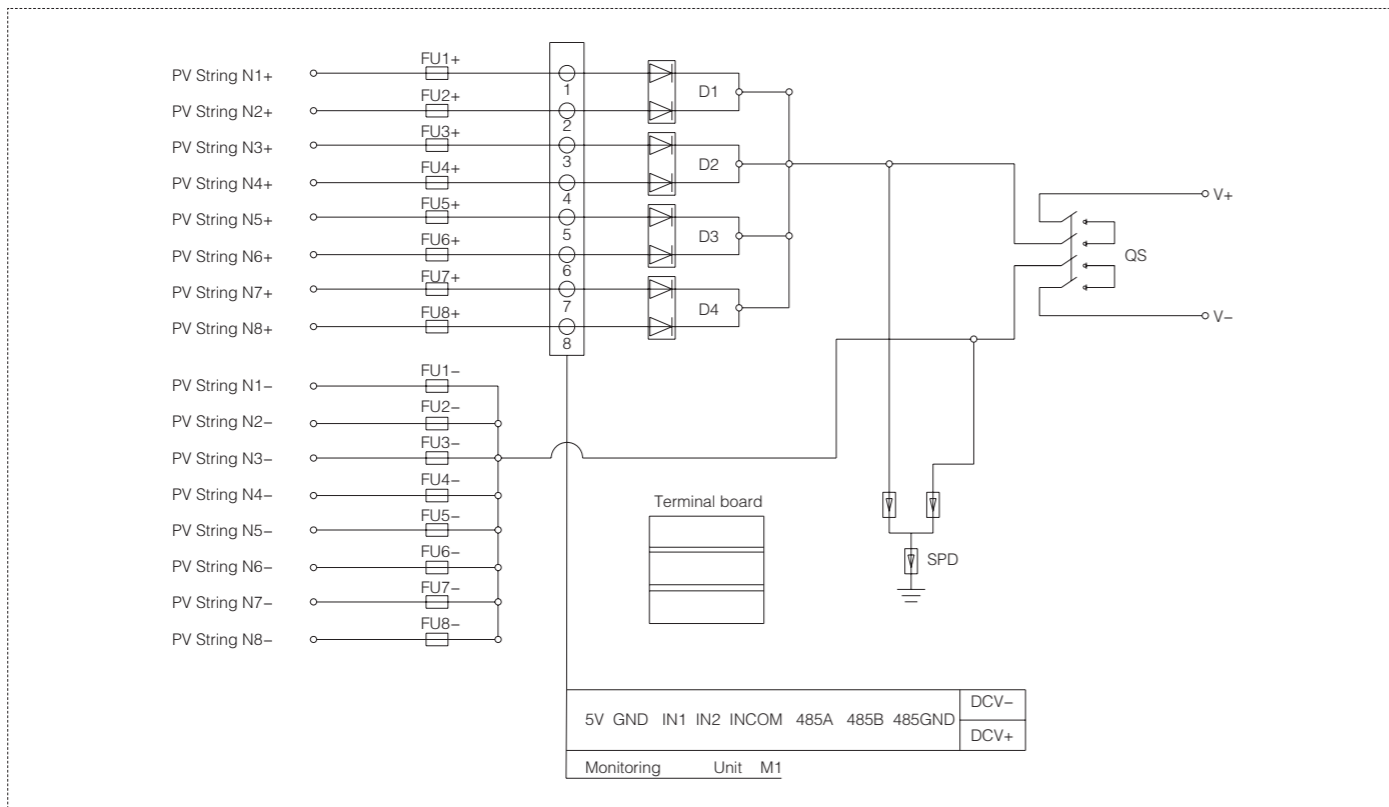 FU1+
PV String N1+
1
D1
FU2+
PV String N2+
2
FU3+
PV String N3+
3
D2
FU4+
PV String N4+
4
FU5+
PV String N5+
5
D3
FU6+
PV String N6+
6
FU7+
PV String N7+
7
D4
FU8+
PV String N8+
8
V+
QS
V−
FU1−
PV String N1−
FU2−
PV String N2−
FU3−
PV String N3−
FU4−
PV String N4−
FU5−
PV String N5−
FU6−
PV String N6−
FU7−
PV String N7−
FU8−
PV String N8−
Terminal board
SPD
5V GND IN1 IN2 INCOM 485A 485B 485GND
DCV−
DCV+
Monitoring Unit M1